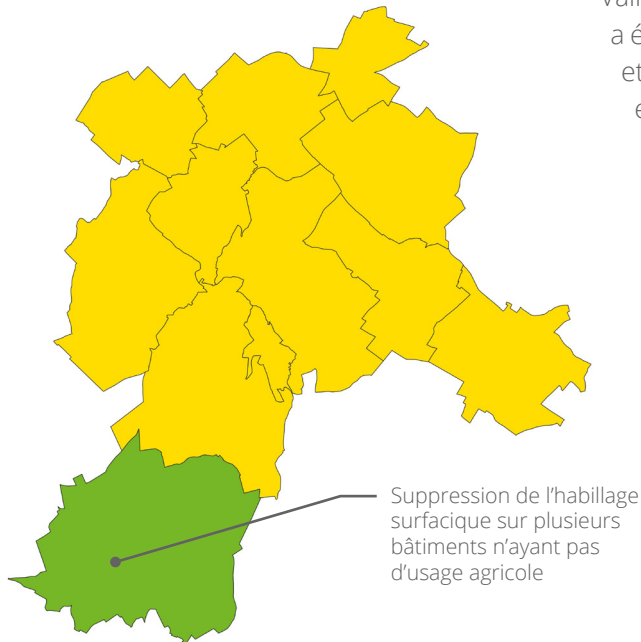 a é
et
Suppression de l'habillage
surfacique sur plusieurs
bâtiments n'ayant pas
d'usage agricole